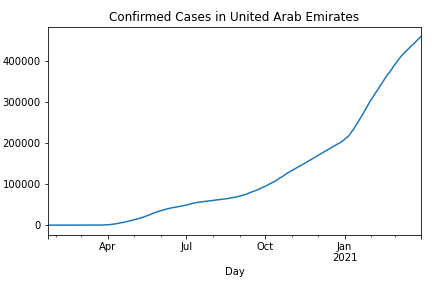 Confirmed Cases in United Arab Emirates
400000
300000
200000
100000
0
Apr Jul Oct Jan
2021
Day